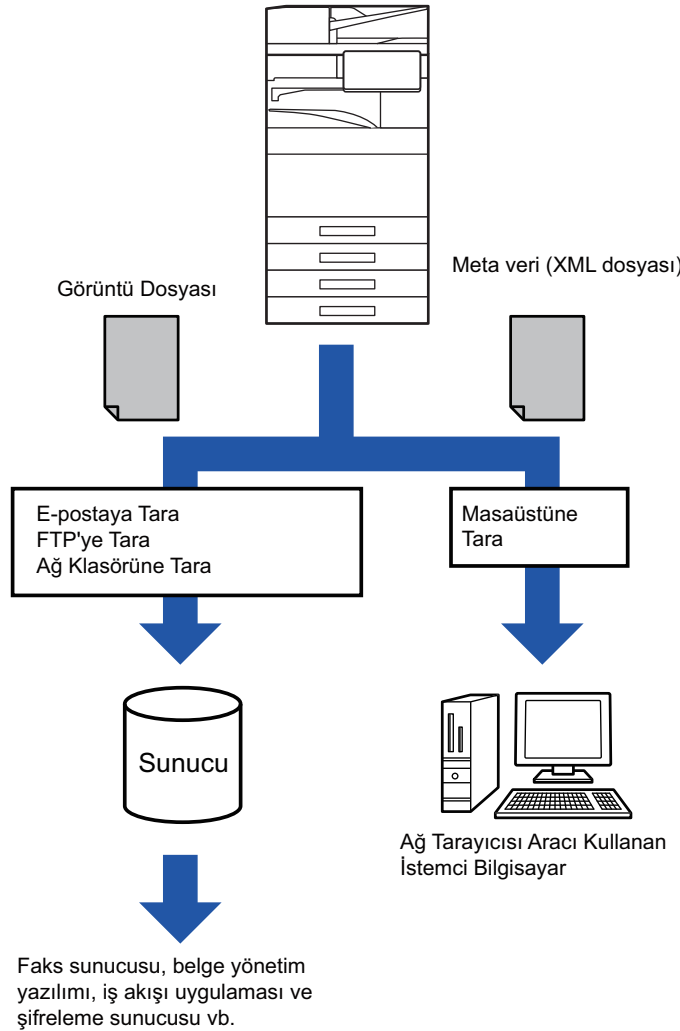 Görüntü Dosyası
Meta veri (XML dosyası)
E-postaya Tara
FTP'ye Tara
Ağ Klasörüne Tara
Masaüstüne
Tara
Sunucu
Ağ Tarayıcısı Aracı Kullanan
İstemci Bilgisayar
Faks sunucusu, belge yönetim
yazılımı, iş akışı uygulaması ve
şifreleme sunucusu vb.